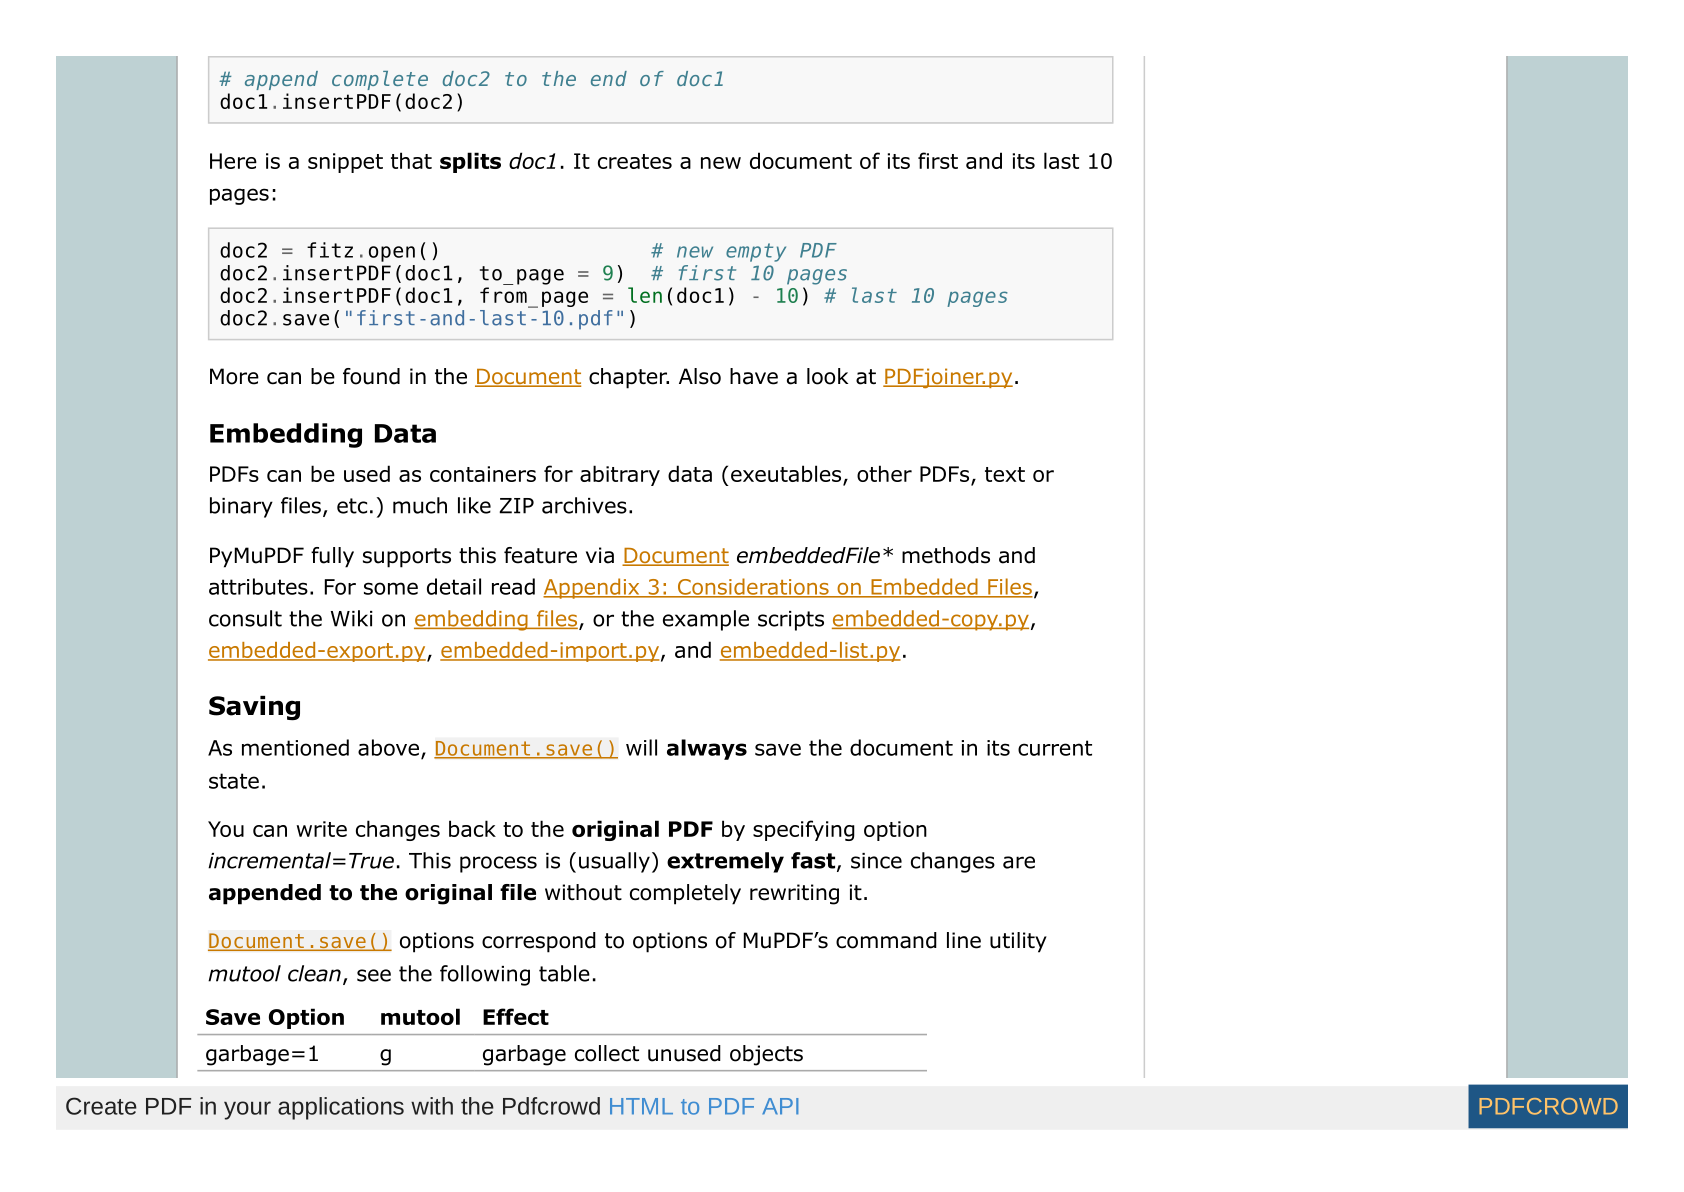 # append complete doc2 to the end of doc1
doc1.insertPDF(doc2)
Here is a snippet that splits doc1. It creates a new document of its first and its last 10
pages:
doc2 = fitz.open()                 # new empty PDF
doc2.insertPDF(doc1, to_page = 9)  # first 10 pages
doc2.insertPDF(doc1, from_page = len(doc1) - 10) # last 10 pages
doc2.save("first-and-last-10.pdf")
More can be found in the Document chapter. Also have a look at PDFjoiner.py.
Embedding Data
PDFs can be used as containers for abitrary data (exeutables, other PDFs, text or
binary files, etc.) much like ZIP archives.
PyMuPDF fully supports this feature via Document embeddedFile* methods and
attributes. For some detail read Appendix 3: Considerations on Embedded Files,
consult the Wiki on embedding files, or the example scripts embedded-copy.py,
embedded-export.py, embedded-import.py, and embedded-list.py.
Saving
As mentioned above, Document.save() will always save the document in its current
state.
You can write changes back to the original PDF by specifying option
incremental=True. This process is (usually) extremely fast, since changes are
appended to the original file without completely rewriting it.
Document.save() options correspond to options of MuPDF’s command line utility
mutool clean, see the following table.
Save Option mutool Effect
garbage=1 g garbage collect unused objects
Create PDF in your applications with the Pdfcrowd HTML to PDF API PDFCROWD